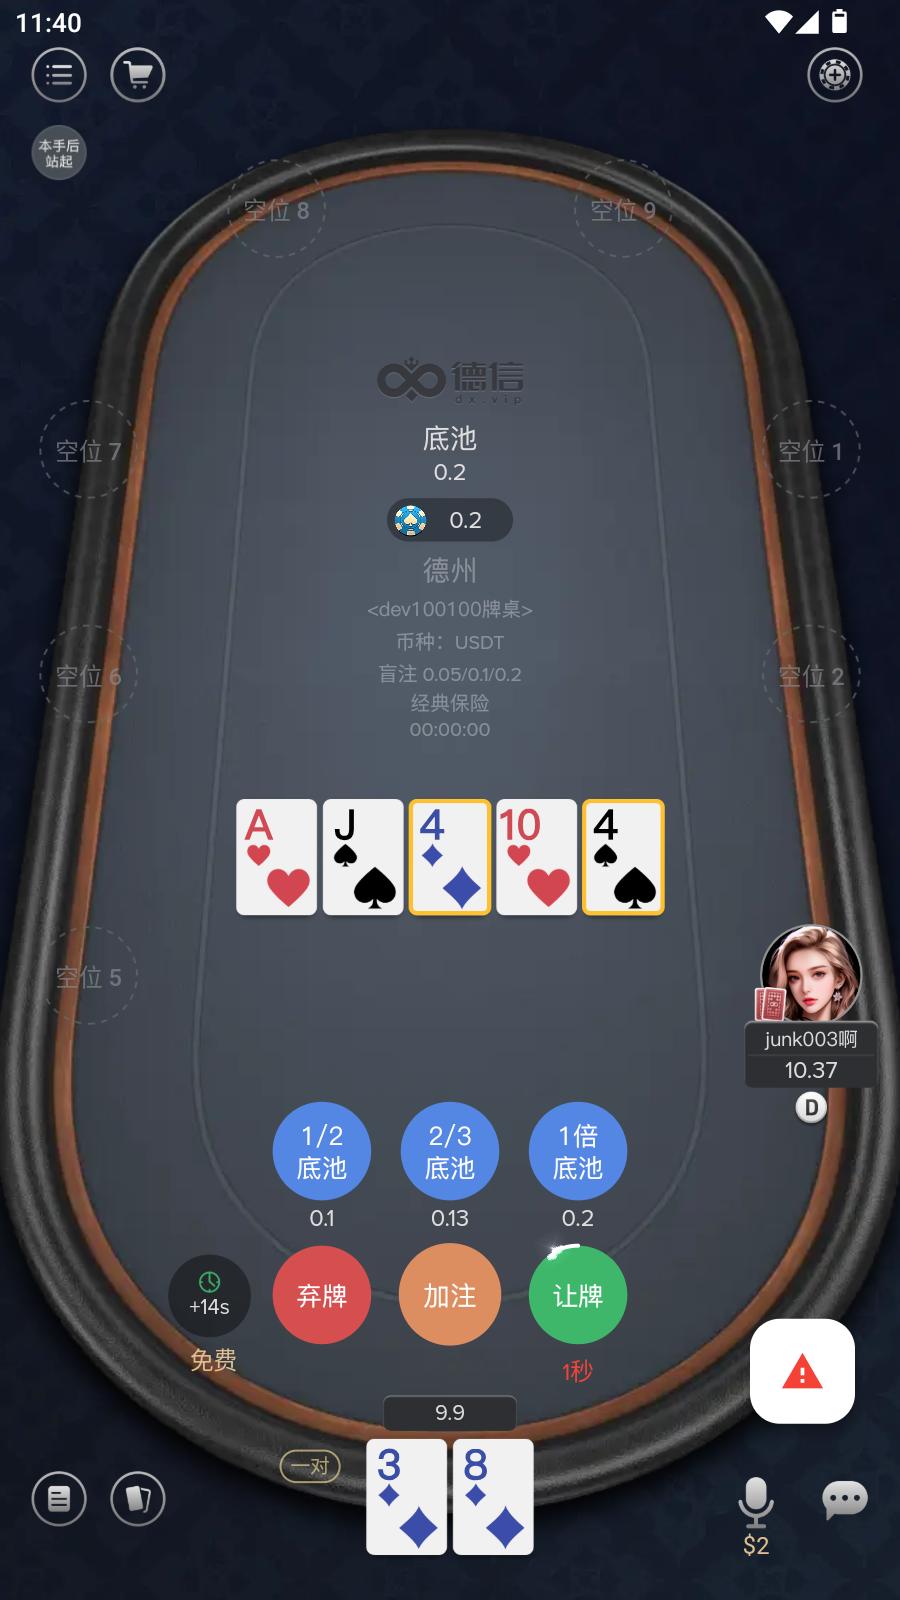 11:40
本手后
站起
空位 8
空位 9
德信
dx.vip
底池
0.2
0.2
空位 7
空位 1
德州
<dev100100牌桌>
币种：USDT
盲注 0.05/0.1/0.2
经典保险
00:00:00
空位 6
空位 2
A
J
4
10
4
空位 5
junk003啊
10.37
D
1/2
底池
2/3
底池
1倍
底池
0.1
0.13
0.2
+14s
免费
弃牌
加注
让牌
1秒
9.9
一对
3
8
$2